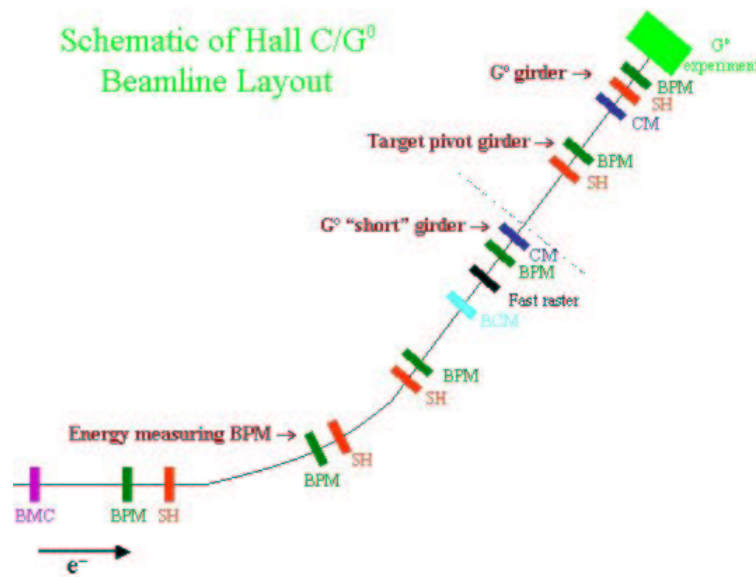 Schematic of Hall C/G⁰
Beamline Layout
G⁰
experiment
G⁰ girder →
BPM
SH
CM
Target pivot girder →
BPM
SH
G⁰ “short” girder →
CM
BPM
Fast raster
BCM
BPM
SH
Energy measuring BPM →
SH
BPM
BMC
BPM
SH
e⁻